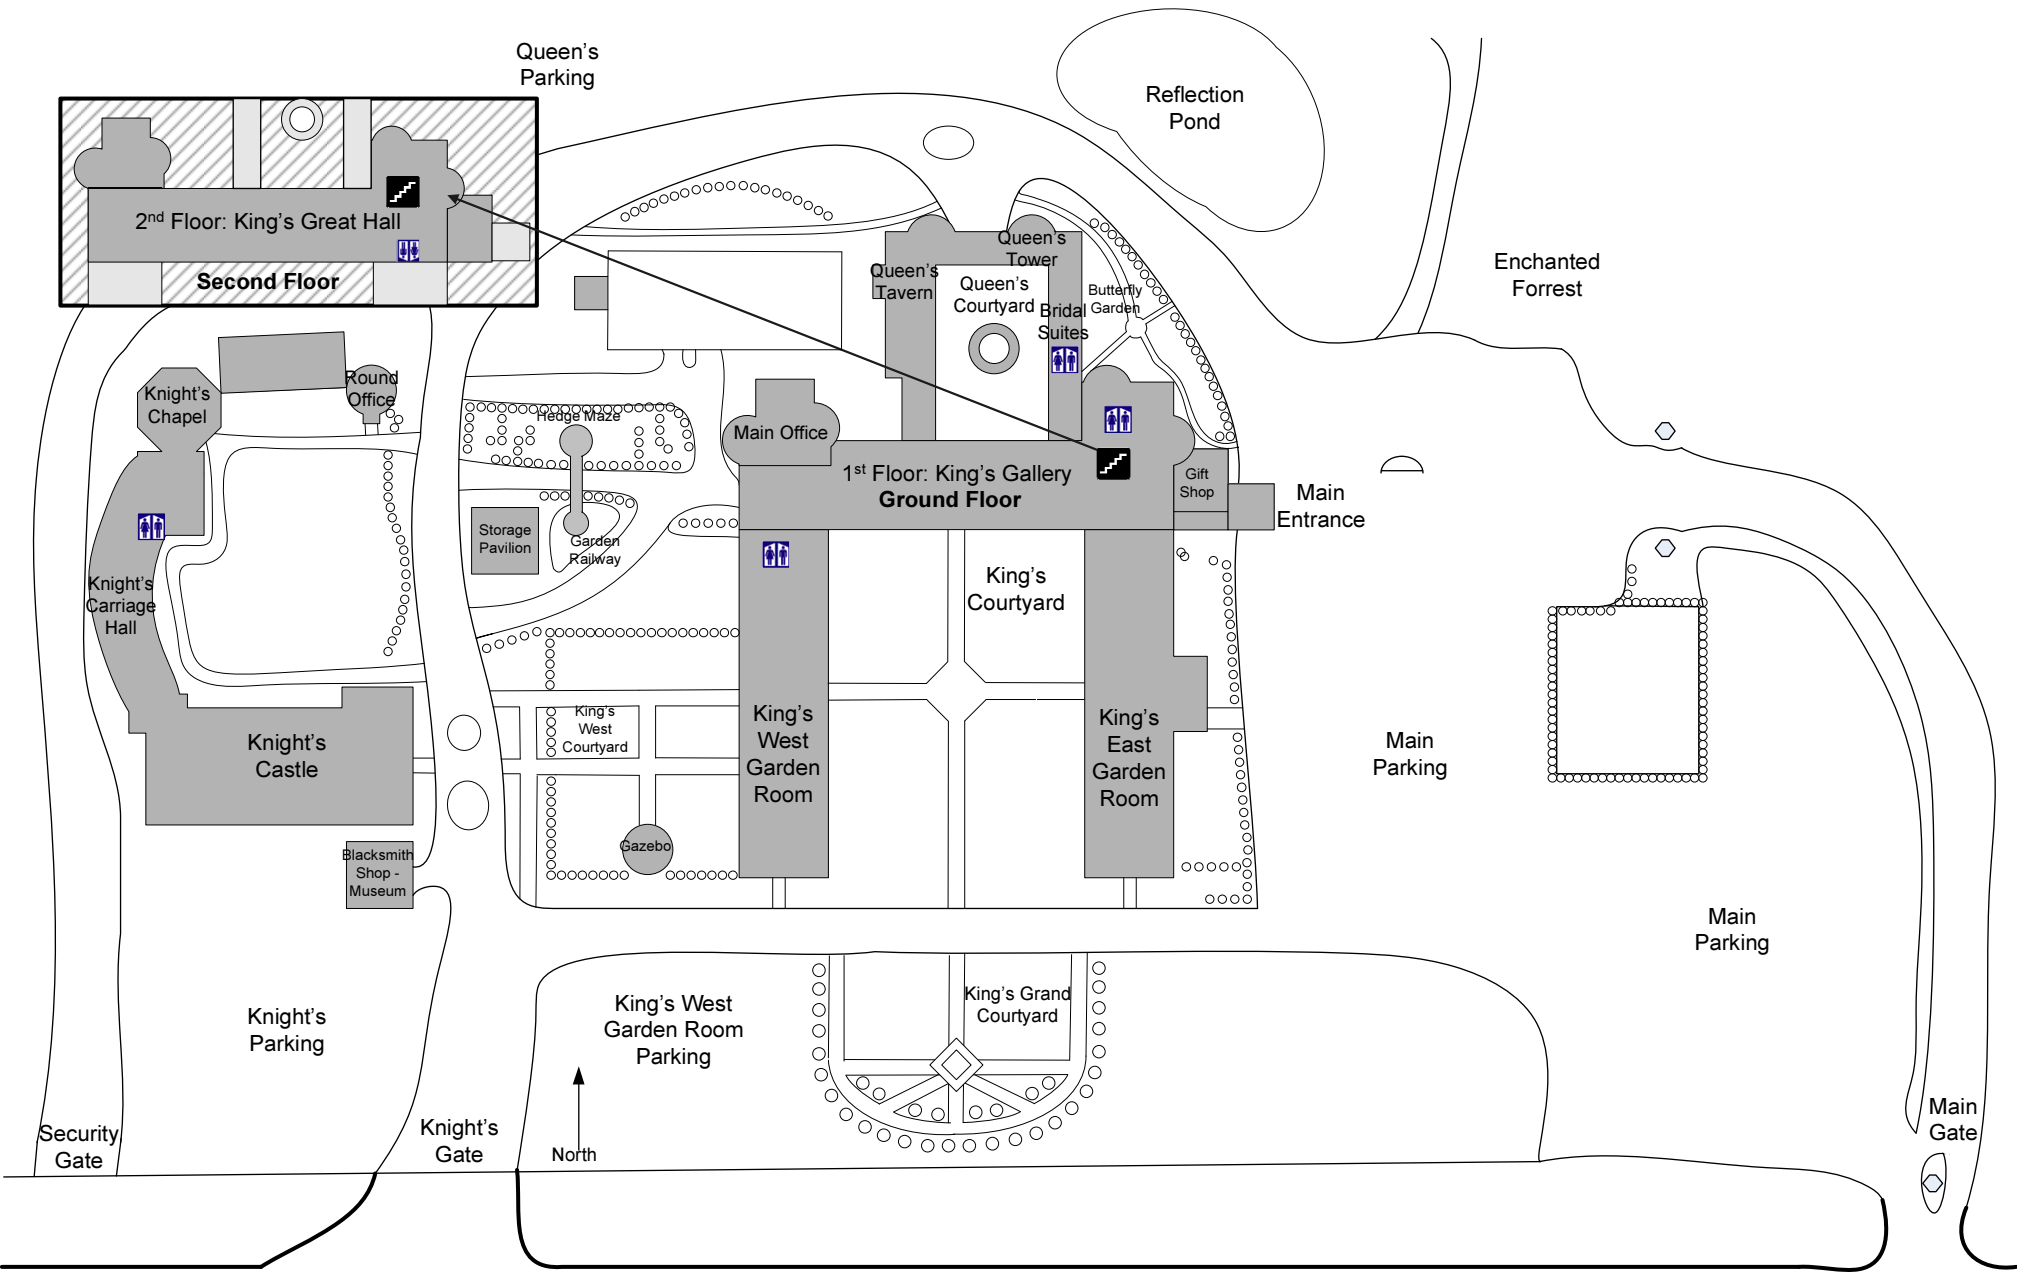 Queen's
Parking
Reflection
Pond
2nd Floor: King's Great Hall
Second Floor
Enchanted
Forrest
Queen's
Tower
Queen's
Tavern
Queen's
Courtyard
Butterfly
Garden
Bridal
Suites
Knight's
Chapel
Round
Office
Hedge Maze
Main Office
1st Floor: King's Gallery
Ground Floor
Gift
Shop
Main
Entrance
Storage
Pavilion
Garden
Railway
King's
Courtyard
Knight's
Carriage
Hall
King's
West
Courtyard
King's
West
Garden
Room
King's
East
Garden
Room
Knight's
Castle
Main
Parking
Gazebo
Blacksmith
Shop -
Museum
Main
Parking
Knight's
Parking
King's West
Garden Room
Parking
King's Grand
Courtyard
Security
Gate
Knight's
Gate
North
Main
Gate